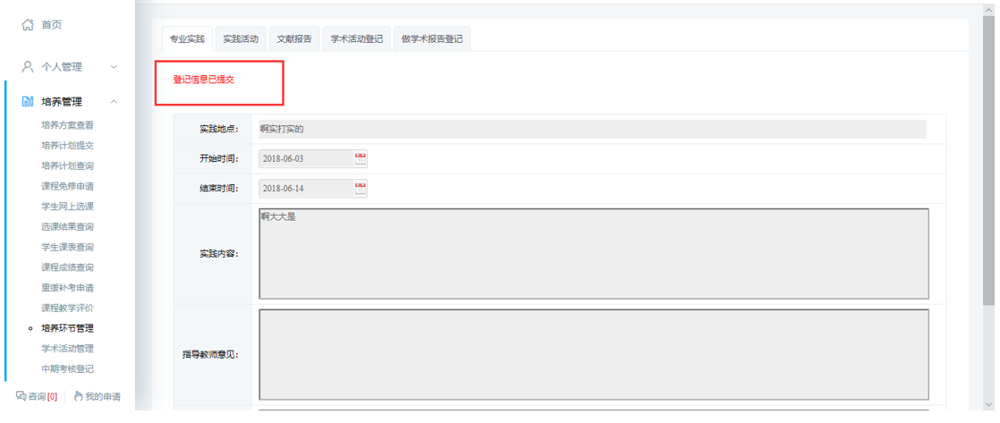 首页
个人管理
培养管理
培养方案查看
培养计划提交
培养计划查询
课程免修申请
学生网上选课
选课结果查询
学生课表查询
课程成绩查询
重缓补考申请
课程教学评价
培养环节管理
学术活动管理
中期考核登记
咨询[0] 我的申请
专业实践 实践活动 文献报告 学术活动登记 做学术报告登记
登记信息已提交
实践地点: 啊实打实的
开始时间: 2018-06-03
结束时间: 2018-06-14
实践内容: 啊大大是
指导教师意见: